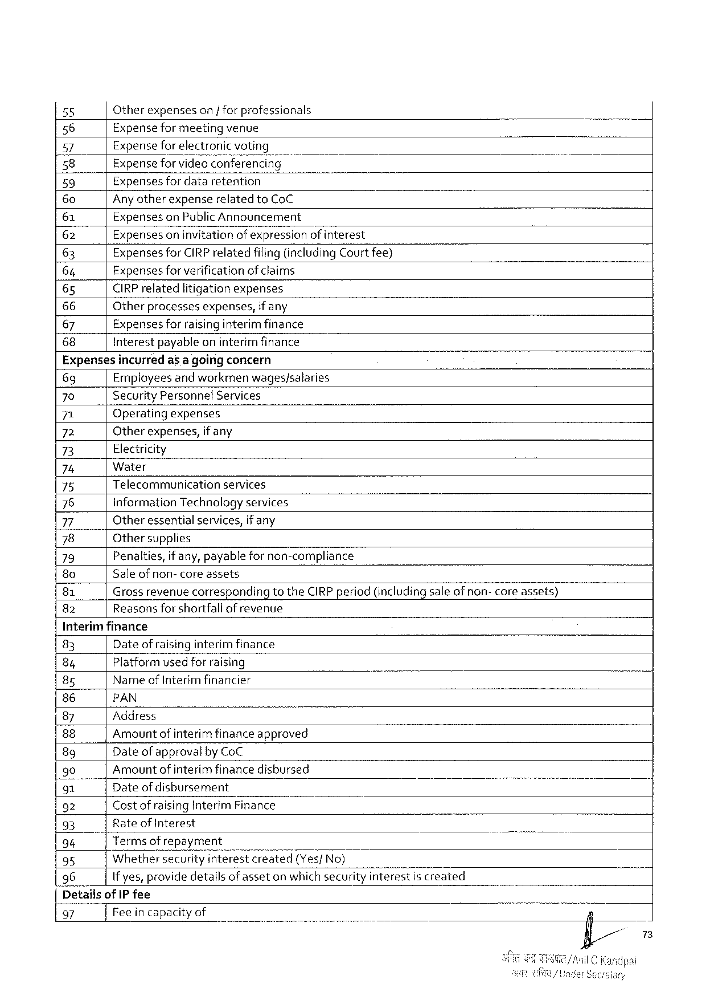 55 Other expenses on / for professionals
56 Expense for meeting venue
57 Expense for electronic voting
58 Expense for video conferencing
59 Expenses for data retention
60 Any other expense related to CoC
61 Expenses on Public Announcement
62 Expenses on invitation of expression of interest
63 Expenses for CIRP related filing (including Court fee)
64 Expenses for verification of claims
65 CIRP related litigation expenses
66 Other processes expenses, if any
67 Expenses for raising interim finance
68 Interest payable on interim finance
Expenses incurred as a going concern
69 Employees and workmen wages/salaries
70 Security Personnel Services
71 Operating expenses
72 Other expenses, if any
73 Electricity
74 Water
75 Telecommunication services
76 Information Technology services
77 Other essential services, if any
78 Other supplies
79 Penalties, if any, payable for non-compliance
80 Sale of non- core assets
81 Gross revenue corresponding to the CIRP period (including sale of non- core assets)
82 Reasons for shortfall of revenue
Interim finance
83 Date of raising interim finance
84 Platform used for raising
85 Name of Interim financier
86 PAN
87 Address
88 Amount of interim finance approved
89 Date of approval by CoC
90 Amount of interim finance disbursed
91 Date of disbursement
92 Cost of raising Interim Finance
93 Rate of Interest
94 Terms of repayment
95 Whether security interest created (Yes/ No)
96 If yes, provide details of asset on which security interest is created
Details of IP fee
97 Fee in capacity of
73
/Anil C Kandpal
/Under Secretary